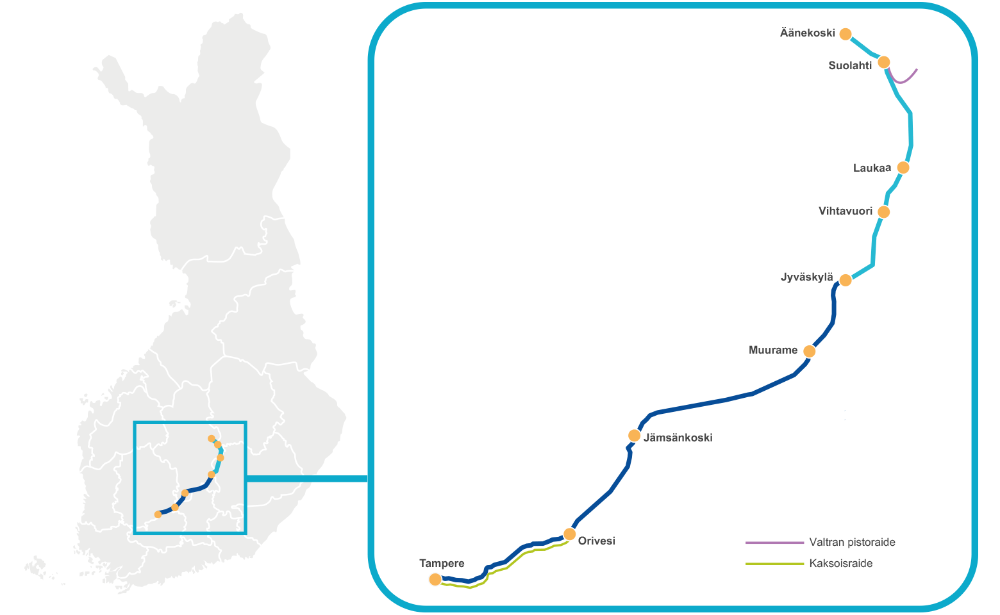 Äänekoski
Suolahti
Laukaa
Vihtavuori
Jyväskylä
Muurame
Jämsänkoski
Orivesi
Tampere
Valtran pistoraide
Kaksoisraide